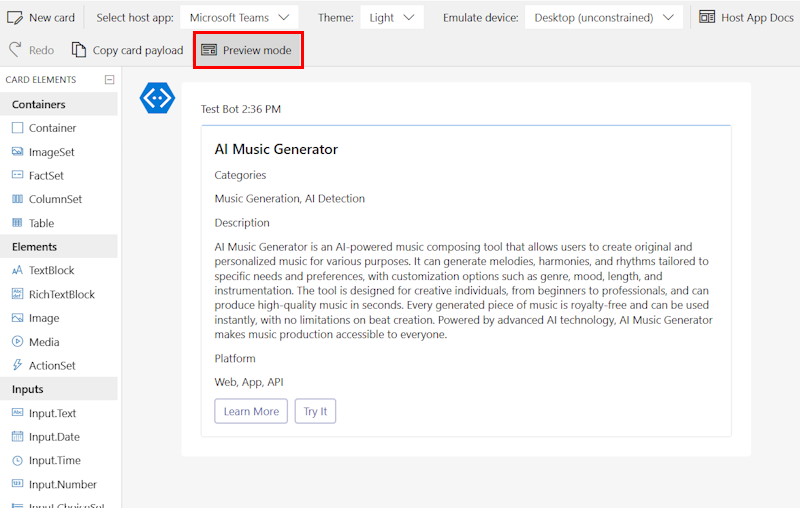 New card Select host app: Microsoft Teams Theme: Light Emulate device: Desktop (unconstrained) Host App Docs
Redo Copy card payload Preview mode
CARD ELEMENTS
Containers
Container
ImageSet
FactSet
ColumnSet
Table
Elements
TextBlock
RichTextBlock
Image
Media
ActionSet
Inputs
Input.Text
Input.Date
Input.Time
Input.Number
Input.ChoiceSet
Test Bot 2:36 PM
AI Music Generator
Categories
Music Generation, AI Detection
Description
AI Music Generator is an AI-powered music composing tool that allows users to create original and
personalized music for various purposes. It can generate melodies, harmonies, and rhythms tailored to
specific needs and preferences, with customization options such as genre, mood, length, and
instrumentation. The tool is designed for creative individuals, from beginners to professionals, and can
produce high-quality music in seconds. Every generated piece of music is royalty-free and can be used
instantly, with no limitations on beat creation. Powered by advanced AI technology, AI Music Generator
makes music production accessible to everyone.
Platform
Web, App, API
Learn More Try It